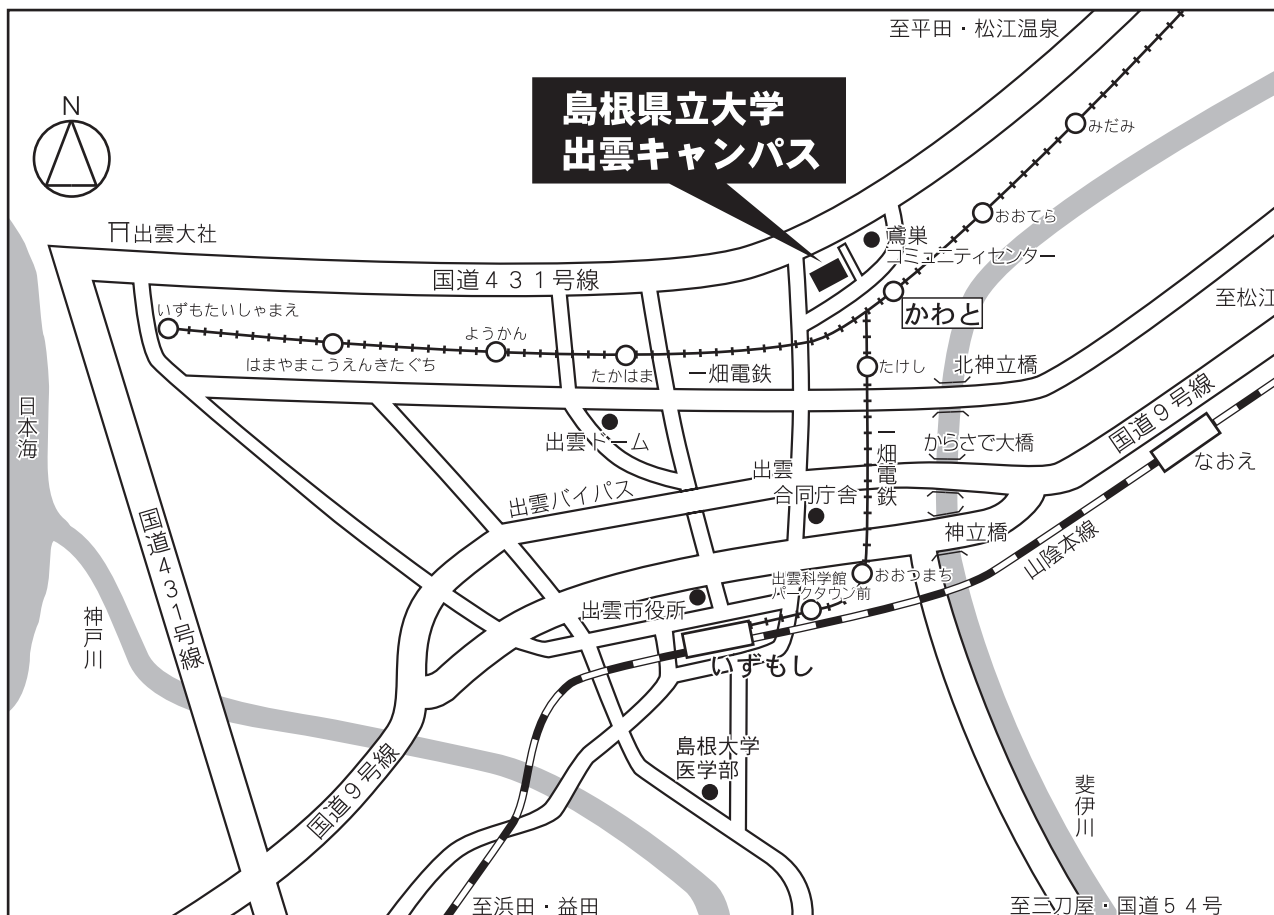 至平田・松江温泉
N
島根県立大学
出雲キャンパス
みだみ
おおてら
出雲大社
鳶巣
コミュニティセンター
国道431号線
至松江
いずもたいしゃまえ
かわと
ようかん
はまやまこうえんきたぐち
たかはま
一畑電鉄
たけし
北神立橋
日本海
国道9号線
出雲ドーム
一畑電鉄
からさで大橋
なおえ
出雲
合同庁舎
出雲バイパス
国道431号線
神立橋
山陰本線
出雲科学館
パークタウン前
おおつまち
神戸川
出雲市役所
いずもし
島根大学
医学部
国道9号線
斐伊川
至浜田・益田
至三刀屋・国道54号